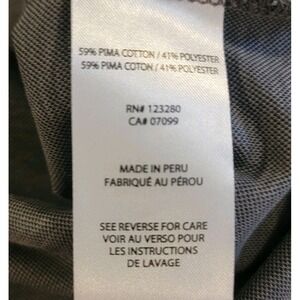 59% PIMA COTTON / 41% POLYESTER
59% PIMA COTON / 41% POLYESTER
RN# 123280
CA# 07099
MADE IN PERU
FABRIQUÉ AU PÉROU
SEE REVERSE FOR CARE
VOIR AU VERSO POUR
LES INSTRUCTIONS
DE LAVAGE